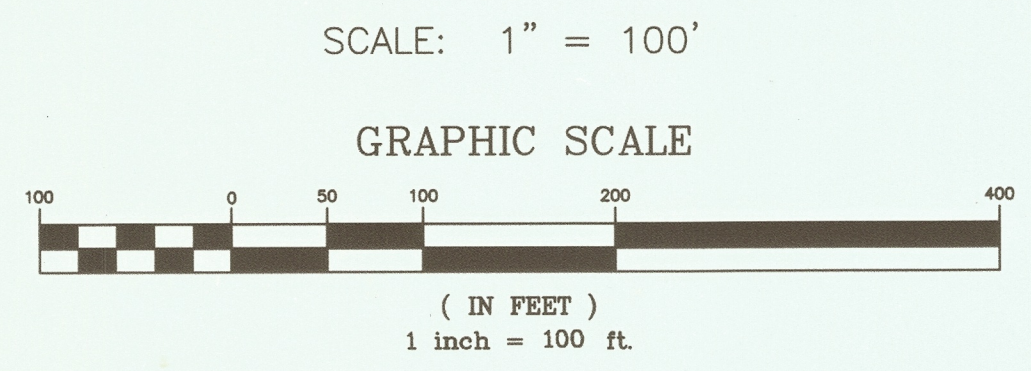 SCALE: 1" = 100'
GRAPHIC SCALE
100 0 50 100 200 400
( IN FEET )
1 inch = 100 ft.